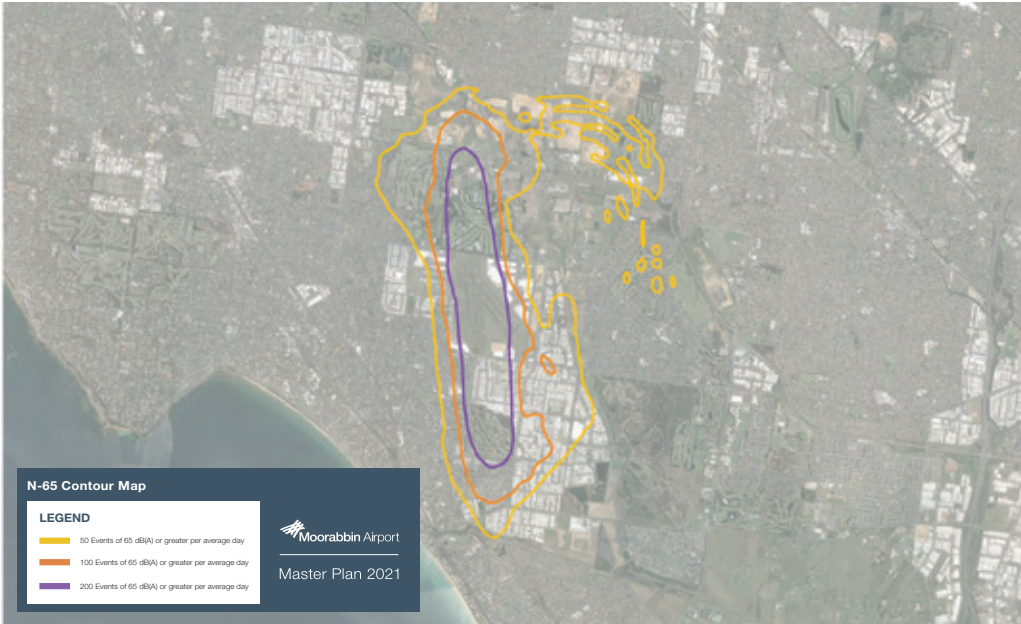 N-65 Contour Map
LEGEND
50 Events of 65 dB(A) or greater per average day
100 Events of 65 dB(A) or greater per average day
200 Events of 65 dB(A) or greater per average day
Moorabbin Airport
Master Plan 2021